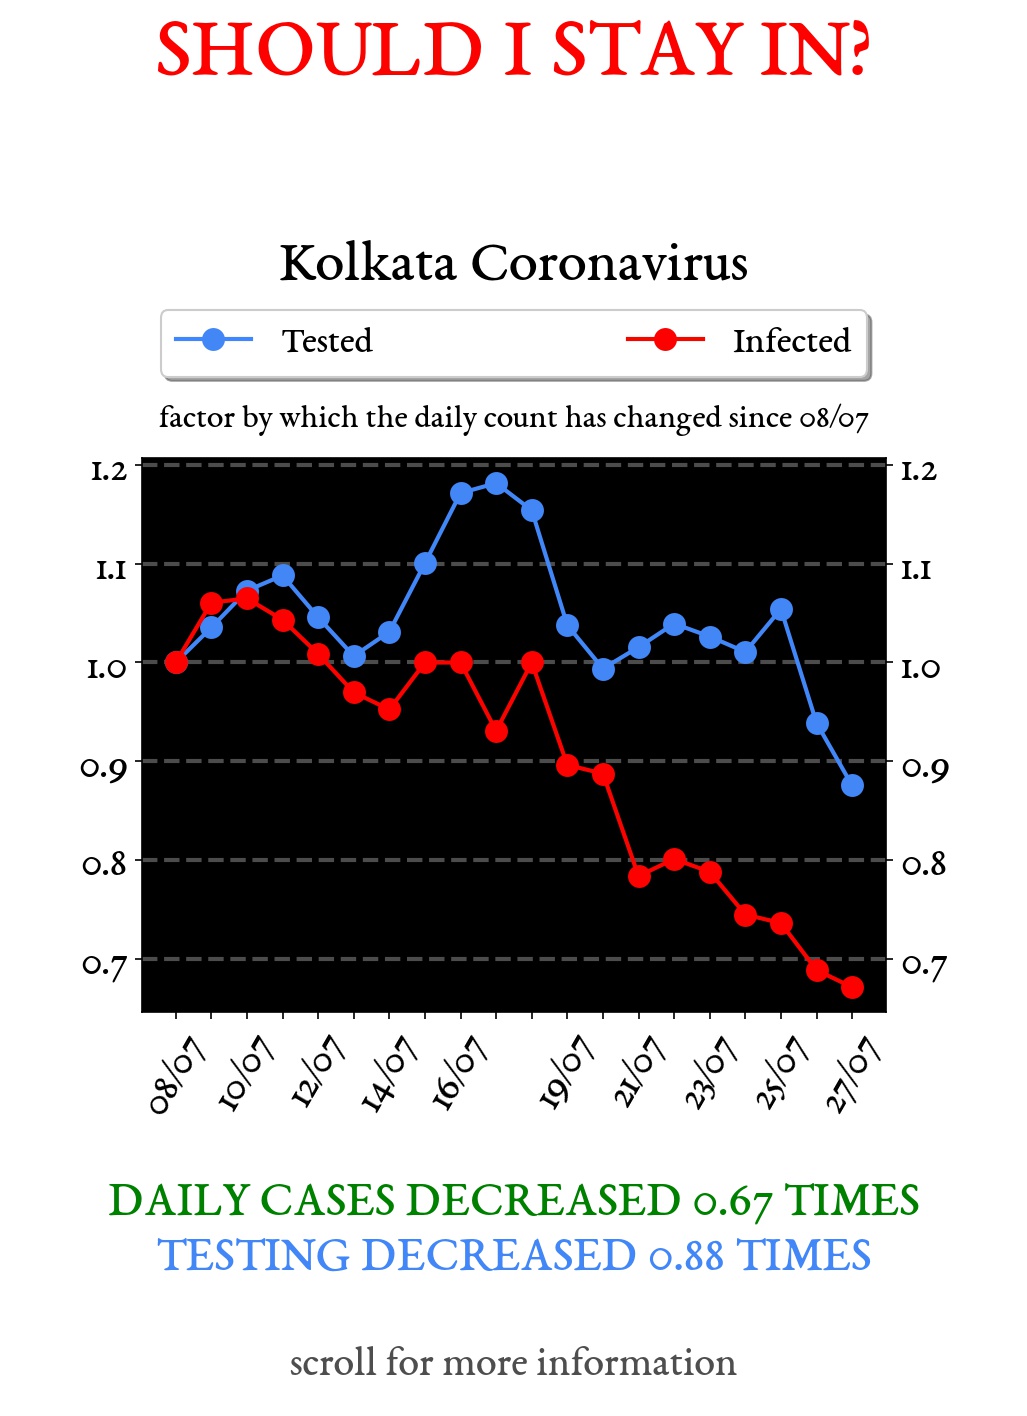 SHOULD I STAY IN?
Kolkata Coronavirus
Tested Infected
factor by which the daily count has changed since 08/07
1.2 1.2
1.1 1.1
1.0 1.0
0.9 0.9
0.8 0.8
0.7 0.7
08/07 10/07 12/07 14/07 16/07 19/07 21/07 23/07 25/07 27/07
DAILY CASES DECREASED 0.67 TIMES
TESTING DECREASED 0.88 TIMES
scroll for more information